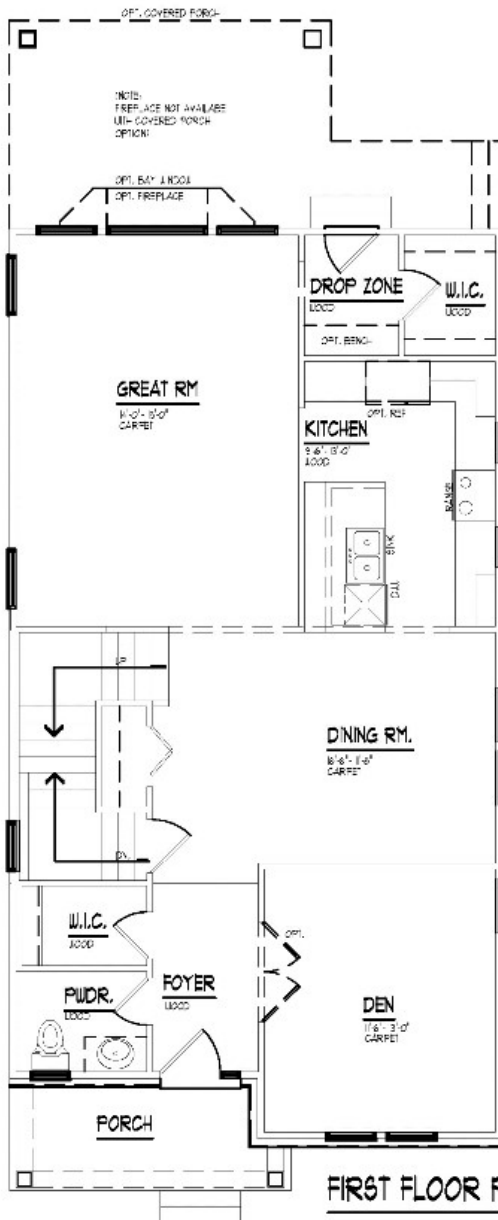 OPT. COVERED PORCH
NOTE:
FIREPLACE NOT AVAILABLE
WITH COVERED PORCH
OPTION
OPT. BAY WINDOW
OPT. FIREPLACE
DROP ZONE
WOOD
W.I.C.
WOOD
OPT. BENCH
GREAT RM
CARPET
OPT. REF
KITCHEN
WOOD
RANGE
SINK
UP
DINING RM.
CARPET
DN.
W.I.C.
WOOD
OPT.
PWDR.
WOOD
FOYER
WOOD
DEN
CARPET
PORCH
FIRST FLOOR